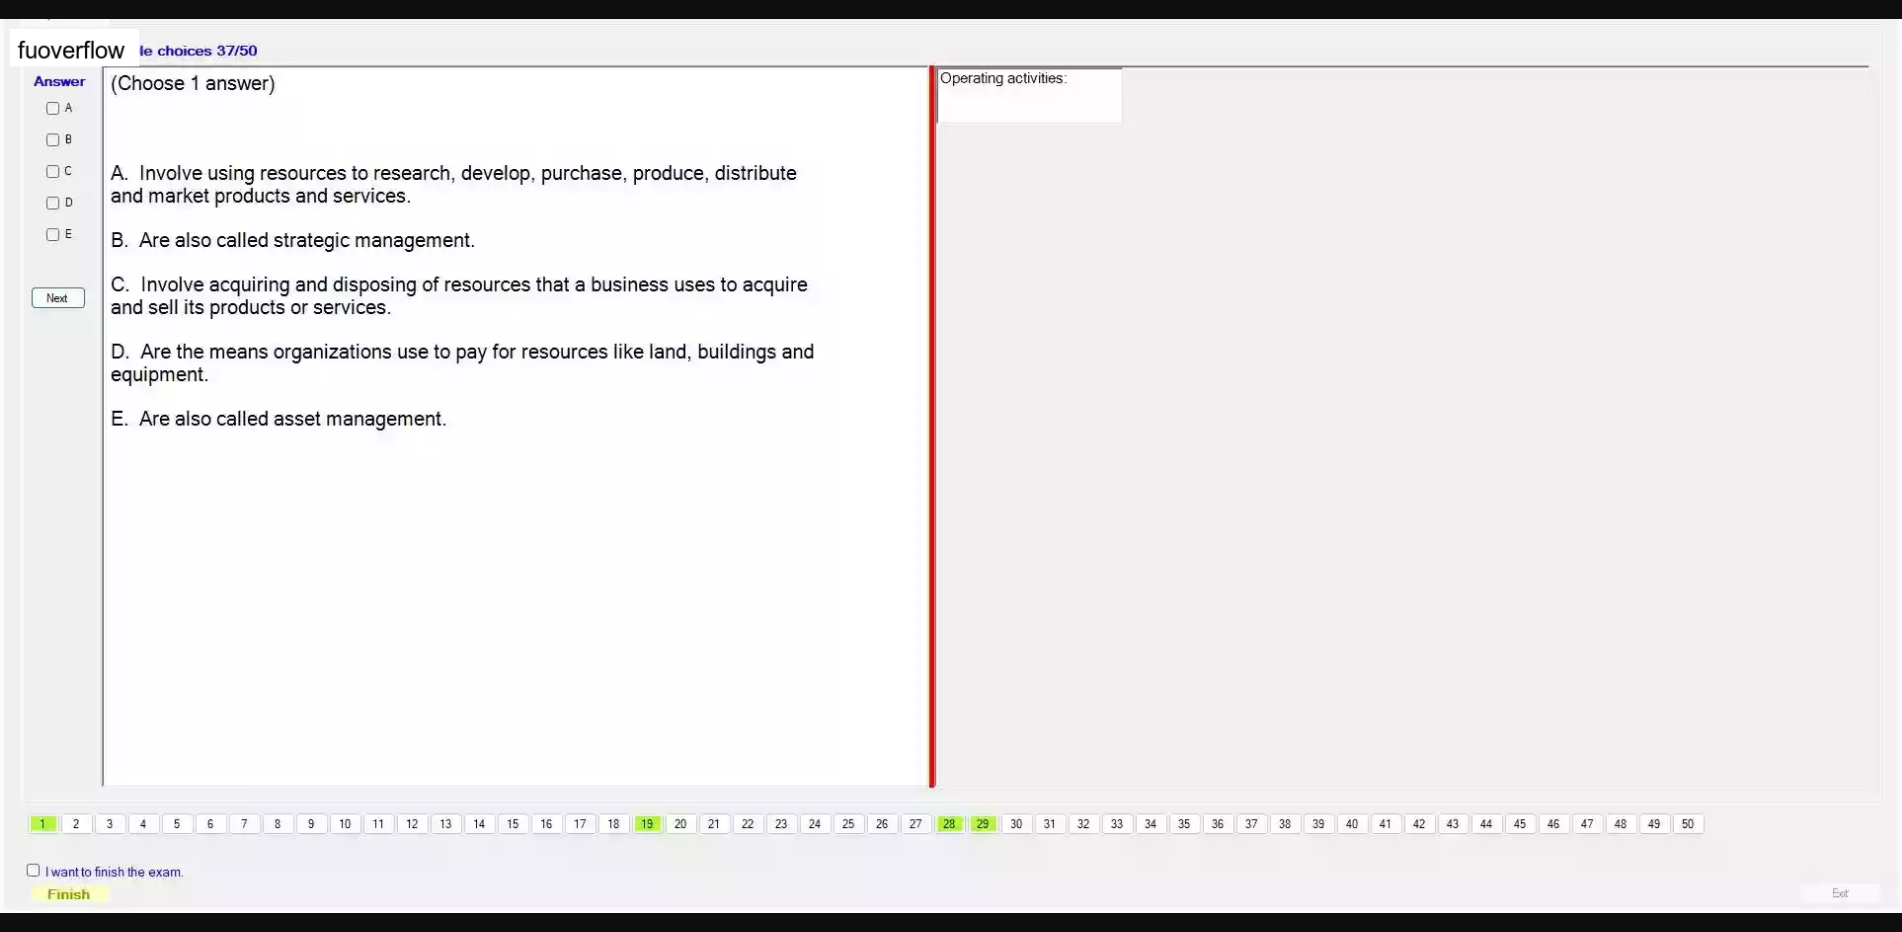 fuoverflow
le choices 37/50
Answer
A
B
C
D
E
Next
(Choose 1 answer)
A. Involve using resources to research, develop, purchase, produce, distribute
and market products and services.
B. Are also called strategic management.
C. Involve acquiring and disposing of resources that a business uses to acquire
and sell its products or services.
D. Are the means organizations use to pay for resources like land, buildings and
equipment.
E. Are also called asset management.
Operating activities:
1 2 3 4 5 6 7 8 9 10 11 12 13 14 15 16 17 18 19 20 21 22 23 24 25 26 27 28 29 30 31 32 33 34 35 36 37 38 39 40 41 42 43 44 45 46 47 48 49 50
I want to finish the exam.
Finish
Exit